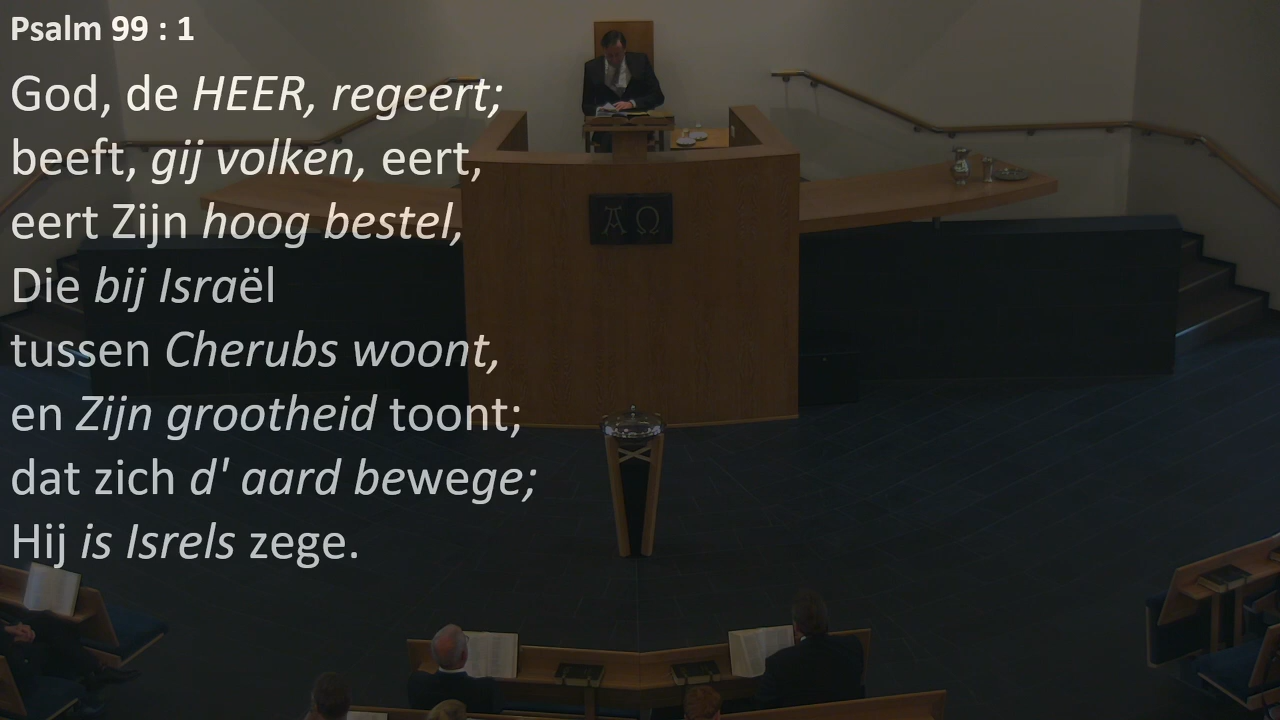 Psalm 99 : 1
God, de HEER, regeert;
beeft, gij volken, eert,
eert Zijn hoog bestel,
Die bij Israël
tussen Cherubs woont,
en Zijn grootheid toont;
dat zich d' aard bewege;
Hij is Isrels zege.
Α Ω